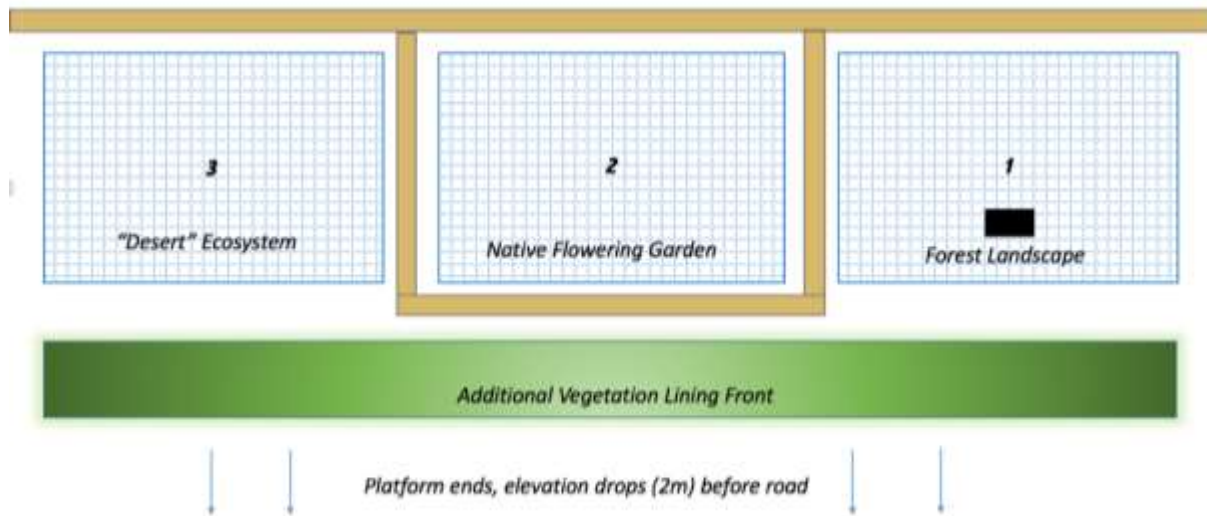 3
2
1
“Desert” Ecosystem
Native Flowering Garden
Forest Landscape
Additional Vegetation Lining Front
Platform ends, elevation drops (2m) before road